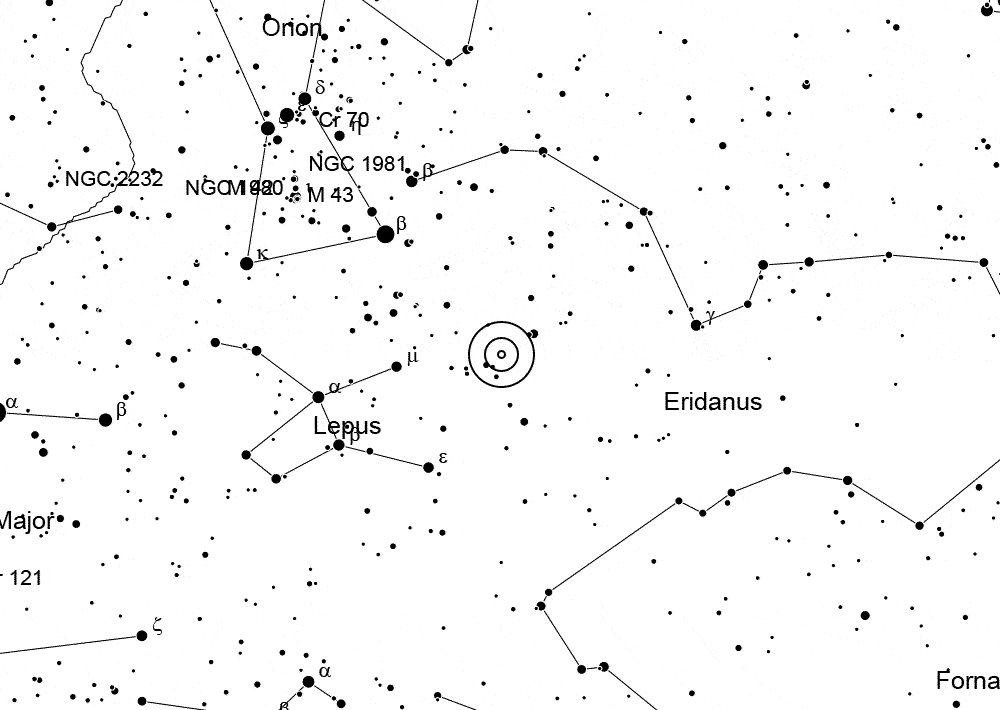 Orion
δ
ε
ζ
Cr 70
η
NGC 1981
β
NGC 2232
M 43
β
κ
γ
μ
α
α
β
Eridanus
Lepus
β
ε
Major
121
ζ
α
Forna
β